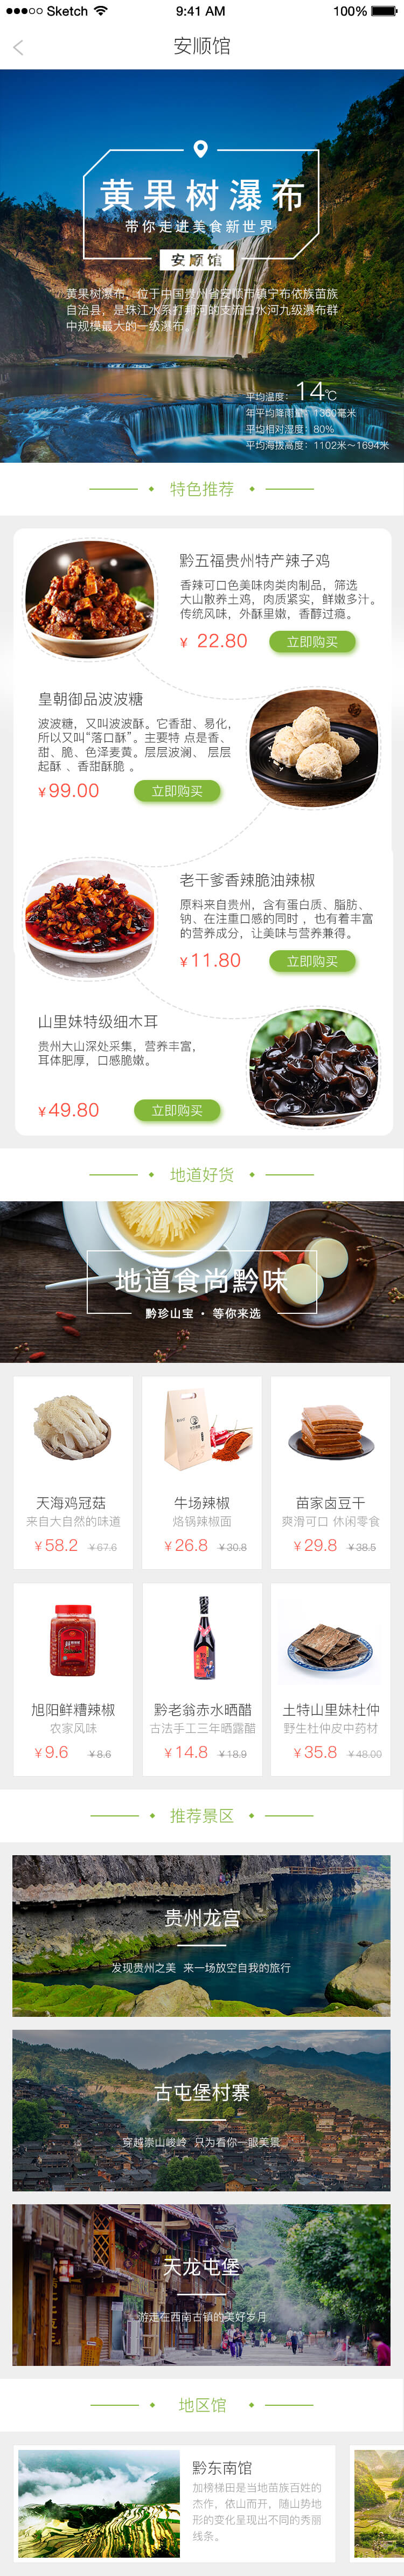 Sketch 9:41 AM 100%
安顺馆
黄果树瀑布
带你走进美食新世界
安顺馆
黄果树瀑布，位于中国贵州省安顺市镇宁布依族苗族
自治县，是珠江水系打邦河的支流白水河九级瀑布群
中规模最大的一级瀑布。
平均温度：14℃
年平均降雨量：1360毫米
平均相对湿度：80%
平均海拔高度：1102米～1694米
特色推荐
黔五福贵州特产辣子鸡
香辣可口色美味肉类肉制品，筛选
大山散养土鸡，肉质紧实，鲜嫩多汁。
传统风味，外酥里嫩，香醇过瘾。
¥ 22.80 立即购买
皇朝御品波波糖
波波糖，又叫波波酥。它香甜、易化，
所以又叫“落口酥”。主要特 点是香、
甜、脆、色泽麦黄。层层波澜、 层层
起酥 、香甜酥脆 。
¥99.00 立即购买
老干爹香辣脆油辣椒
原料来自贵州，含有蛋白质、脂肪、
钠、在注重口感的同时 ，也有着丰富
的营养成分，让美味与营养兼得。
¥11.80 立即购买
山里妹特级细木耳
贵州大山深处采集，营养丰富，
耳体肥厚，口感脆嫩。
¥49.80 立即购买
地道好货
地道食尚黔味
黔珍山宝 · 等你来选
天海鸡冠菇
来自大自然的味道
¥58.2 ¥67.6
牛场辣椒
烙锅辣椒面
¥26.8 ¥30.8
苗家卤豆干
爽滑可口 休闲零食
¥29.8 ¥38.5
旭阳鲜糟辣椒
农家风味
¥9.6 ¥8.6
黔老翁赤水晒醋
古法手工三年晒露醋
¥14.8 ¥18.9
土特山里妹杜仲
野生杜仲皮中药材
¥35.8 ¥48.00
推荐景区
贵州龙宫
发现贵州之美 来一场放空自我的旅行
古屯堡村寨
穿越崇山峻岭 只为看你一眼美景
天龙屯堡
游走在西南古镇的美好岁月
地区馆
黔东南馆
加榜梯田是当地苗族百姓的
杰作，依山而开，随山势地
形的变化呈现出不同的秀丽
线条。